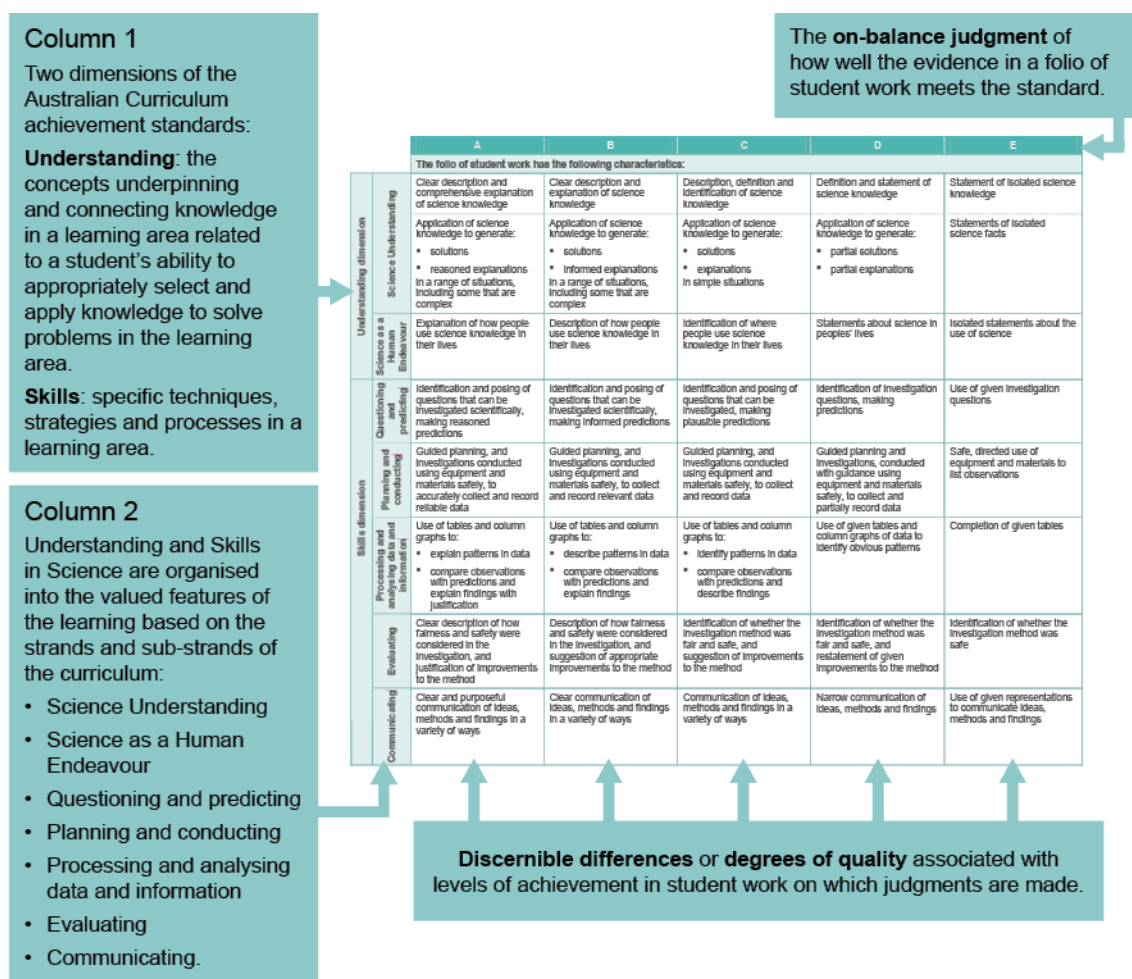 Column 1
Two dimensions of the
Australian Curriculum
achievement standards:
Understanding: the
concepts underpinning
and connecting knowledge
in a learning area related
to a student's ability to
appropriately select and
apply knowledge to solve
problems in the learning
area.
Skills: specific techniques,
strategies and processes in a
learning area.
Column 2
Understanding and Skills
in Science are organised
into the valued features of
the learning based on the
strands and sub-strands of
the curriculum:
• Science Understanding
• Science as a Human
Endeavour
• Questioning and predicting
• Planning and conducting
• Processing and analysing
data and information
• Evaluating
• Communicating.
The on-balance judgment of
how well the evidence in a folio of
student work meets the standard.
A
B
C
D
E
The folio of student work has the following characteristics:
Understanding dimension
Science Understanding
Clear description and
comprehensive explanation
of science knowledge
Clear description and
explanation of science
knowledge
Description, definition and
identification of science
knowledge
Definition and statement of
science knowledge
Statement of isolated science
knowledge
Application of science
knowledge to generate:
▪ solutions
▪ reasoned explanations
in a range of situations,
including some that are
complex
Application of science
knowledge to generate:
▪ solutions
▪ informed explanations
in a range of situations,
including some that are
complex
Application of science
knowledge to generate:
▪ solutions
▪ explanations
in simple situations
Application of science
knowledge to generate:
▪ partial solutions
▪ partial explanations
Statements of isolated
science facts
Science as a
Human
Endeavour
Explanation of how people
use science knowledge in
their lives
Description of how people
use science knowledge in
their lives
Identification of where
people use science
knowledge in their lives
Statements about science in
peoples' lives
Isolated statements about the
use of science
Skills dimension
Questioning
and
predicting
Identification and posing of
questions that can be
investigated scientifically,
making reasoned
predictions
Identification and posing of
questions that can be
investigated scientifically,
making informed predictions
Identification and posing of
questions that can be
investigated, making
plausible predictions
Identification of investigation
questions, making
predictions
Use of given investigation
questions
Planning and
conducting
Guided planning, and
investigations conducted
using equipment and
materials safely, to
accurately collect and record
reliable data
Guided planning, and
investigations conducted
using equipment and
materials safely, to collect
and record relevant data
Guided planning, and
investigations conducted
using equipment and
materials safely, to collect
and record data
Guided planning and
investigations, conducted
with guidance using
equipment and materials
safely, to collect and
partially record data
Safe, directed use of
equipment and materials to
list observations
Processing and
analysing data and
information
Use of tables and column
graphs to:
▪ explain patterns in data
▪ compare observations
with predictions and
explain findings with
justification
Use of tables and column
graphs to:
▪ describe patterns in data
▪ compare observations
with predictions and
explain findings
Use of tables and column
graphs to:
▪ identify patterns in data
▪ compare observations
with predictions and
describe findings
Use of given tables and
column graphs of data to
identify obvious patterns
Completion of given tables
Evaluating
Clear description of how
fairness and safety were
considered in the
investigation, and
justification of improvements
to the method
Description of how fairness
and safety were considered
in the investigation, and
suggestion of appropriate
improvements to the method
Identification of whether the
investigation method was
fair and safe, and
suggestion of improvements
to the method
Identification of whether the
investigation method was
fair and safe, and
restatement of given
improvements to the method
Identification of whether the
investigation method was
safe
Communicating
Clear and purposeful
communication of ideas,
methods and findings in a
variety of ways
Clear communication of
ideas, methods and findings
in a variety of ways
Communication of ideas,
methods and findings in a
variety of ways
Narrow communication of
ideas, methods and findings
Use of given representations
to communicate ideas,
methods and findings
Discernible differences or degrees of quality associated with
levels of achievement in student work on which judgments are made.